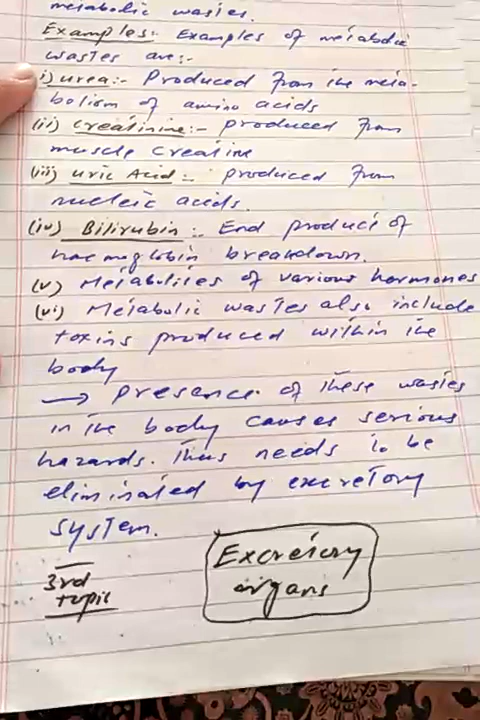 metabolic wastes.
Examples:- Examples of metabolic
wastes are:-
i) urea:- Produced from the meta-
bolism of amino acids
(ii) Creatinine:- produced from
muscle Creatine
(iii) uric Acid:- produced from
nucleic acids.
(iv) Bilirubin:- End product of
haemoglobin breakdown.
(v) Metabolites of various hormones
(vi) Metabolic wastes also include
toxins produced within the
body
→ presence of these wastes
in the body causes serious
hazards. Thus needs to be
eliminated by excretory
system.
3rd
topic
Excretory
organs